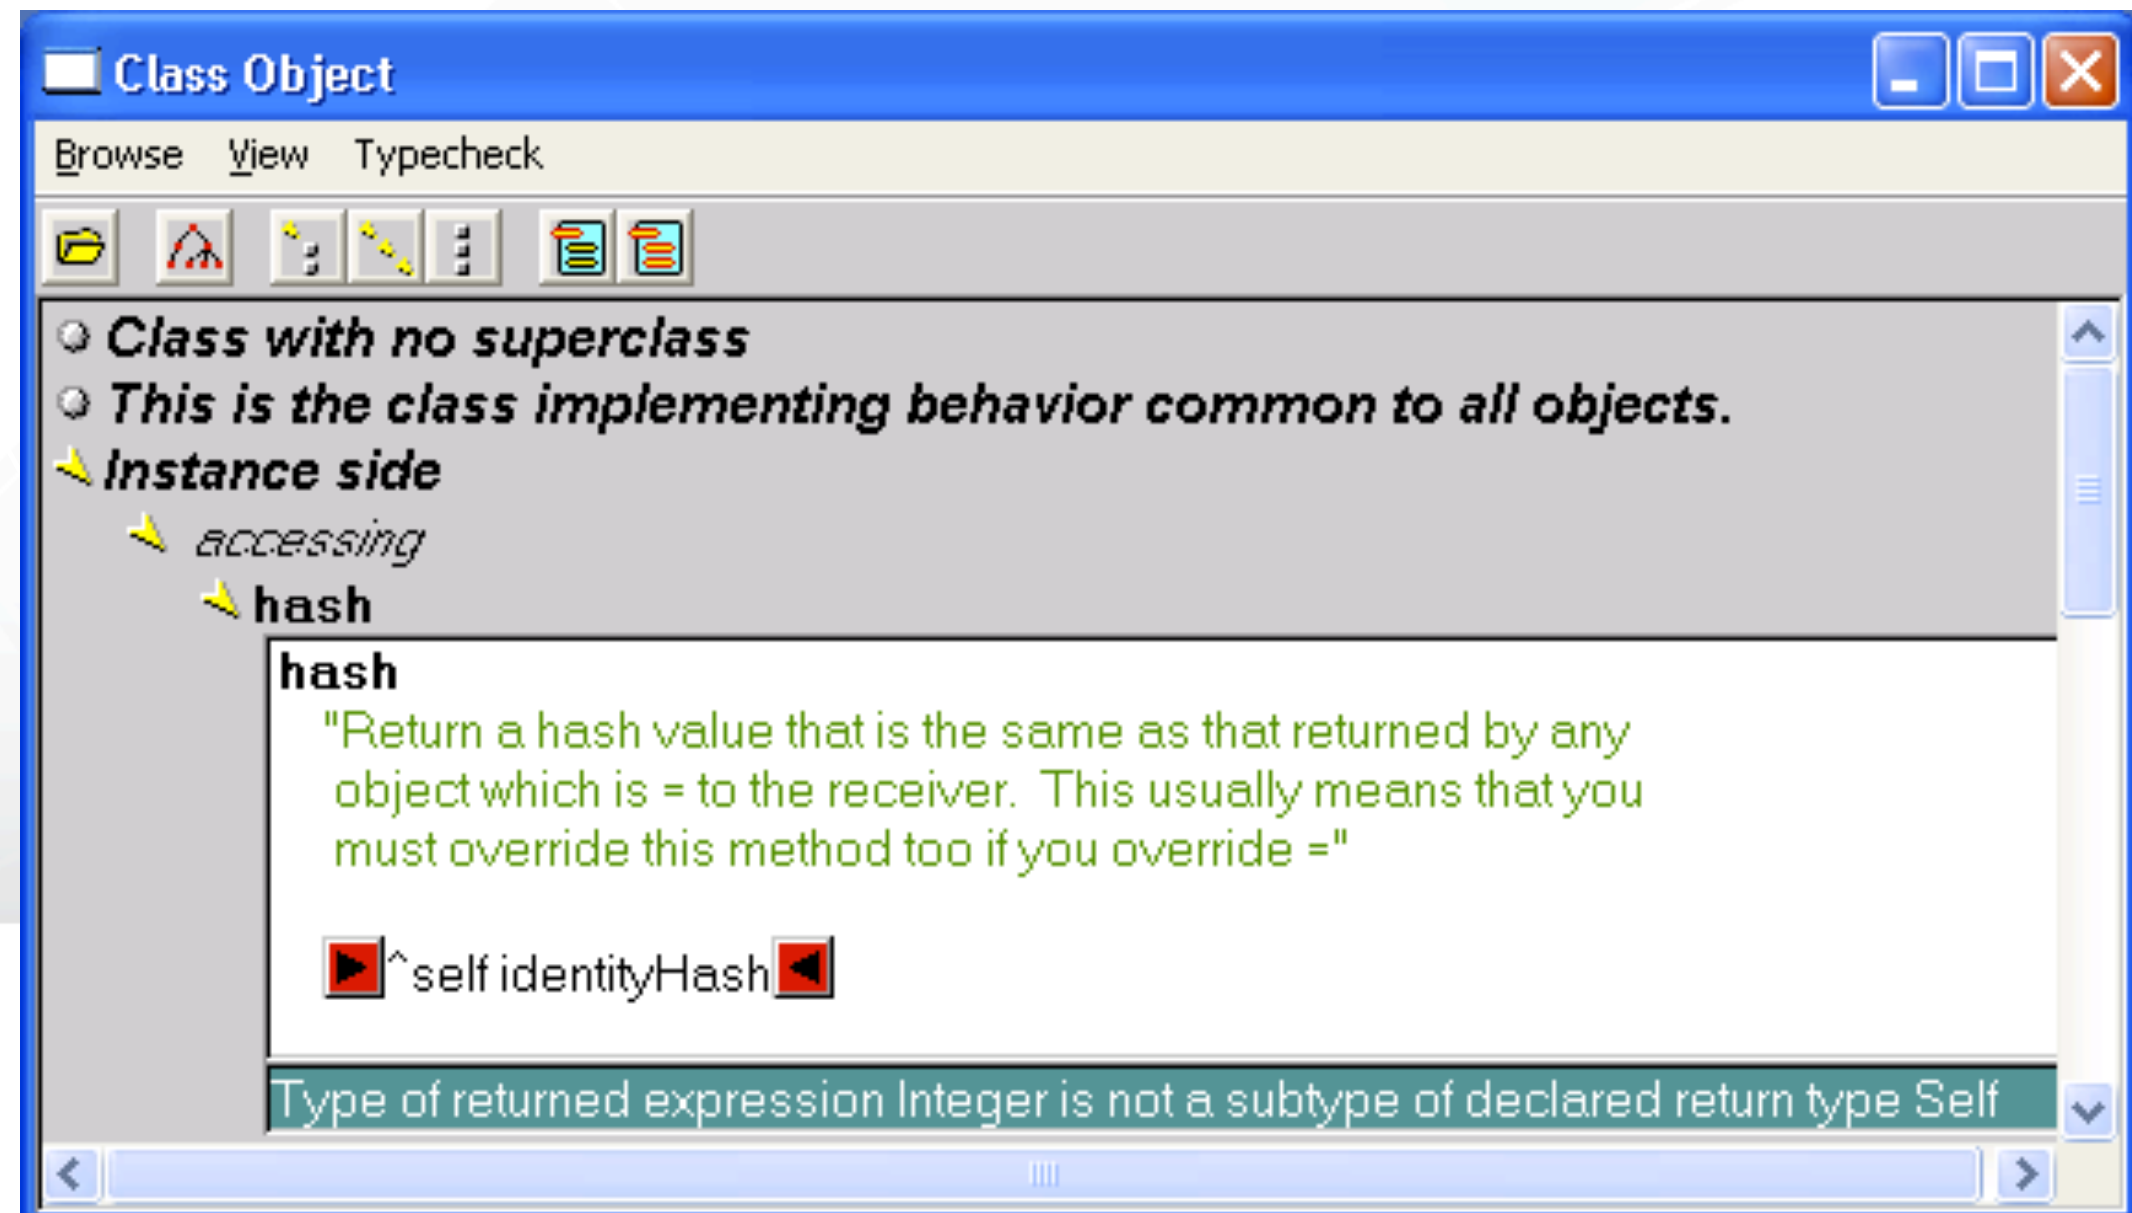 Class Object
Browse View Typecheck
Class with no superclass
This is the class implementing behavior common to all objects.
Instance side
accessing
hash
hash
"Return a hash value that is the same as that returned by any
object which is = to the receiver.  This usually means that you
must override this method too if you override ="
^self identityHash
Type of returned expression Integer is not a subtype of declared return type Self